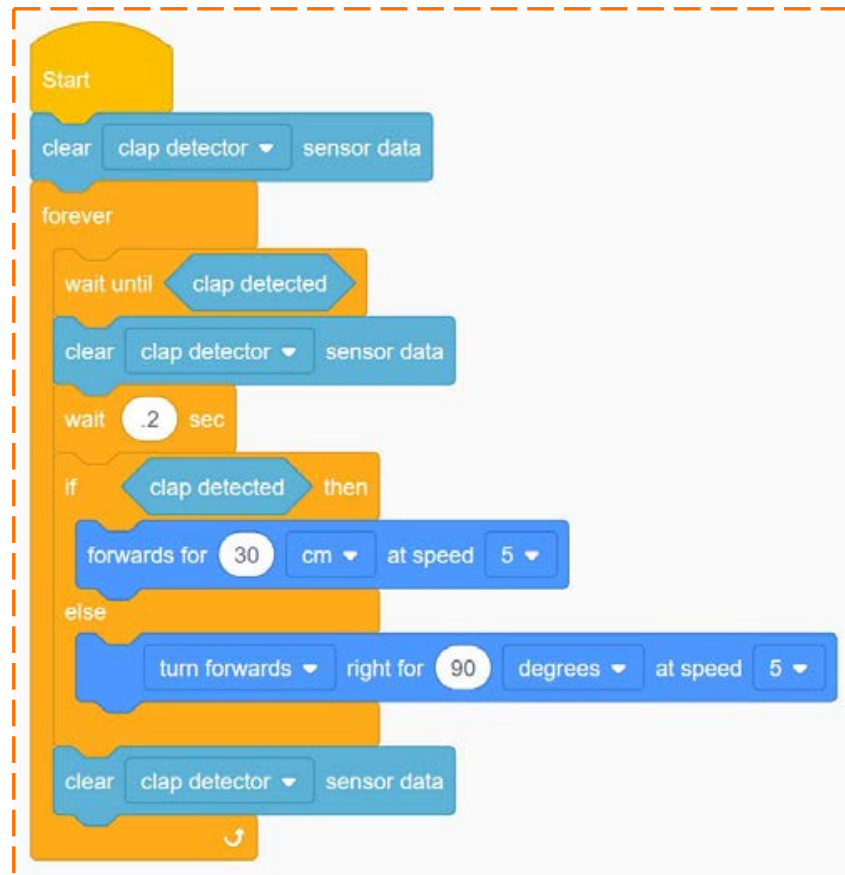 Start
clear clap detector sensor data
forever
wait until clap detected
clear clap detector sensor data
wait .2 sec
if clap detected then
forwards for 30 cm at speed 5
else
turn forwards right for 90 degrees at speed 5
clear clap detector sensor data